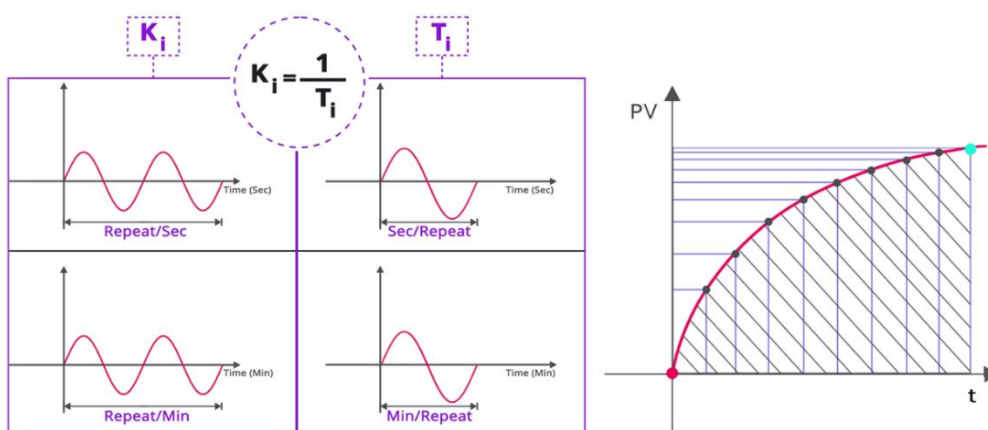 Ki
Ti
Ki = 1/Ti
Time (Sec)
Repeat/Sec
Time (Sec)
Sec/Repeat
Time (Min)
Repeat/Min
Time (Min)
Min/Repeat
PV
t